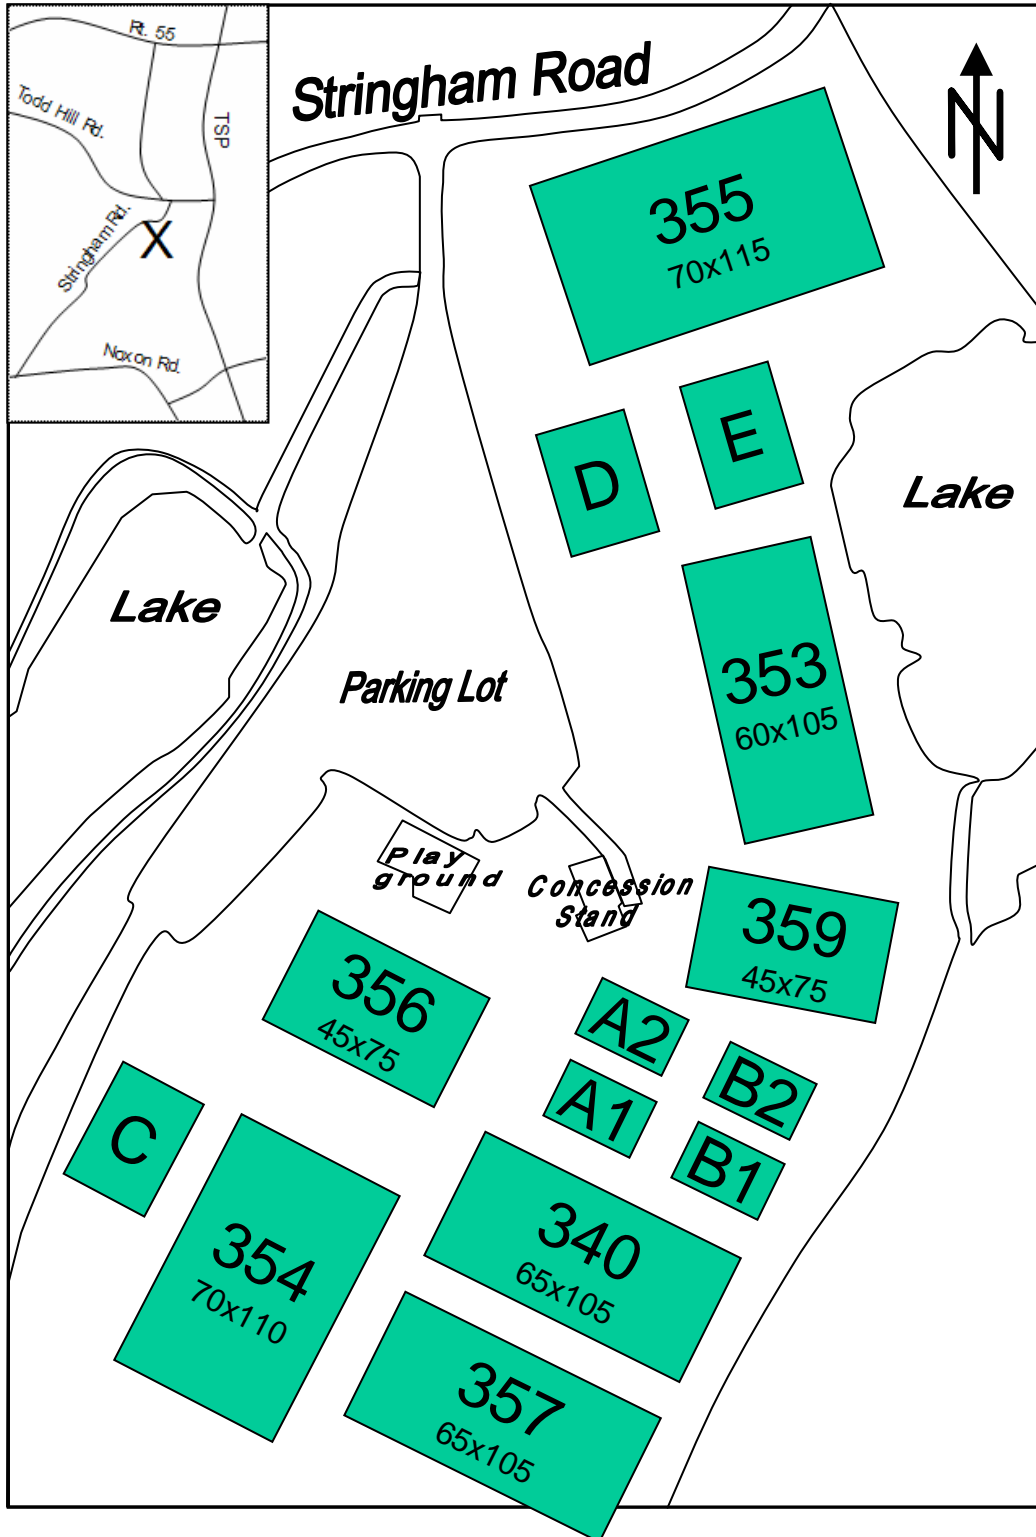 Rt. 55
Todd Hill Rd.
TSP
Stringham Rd.
X
Noxon Rd.
Stringham Road
N
355
70x115
E
D
Lake
353
60x105
Lake
Parking Lot
Play
ground
Concession
Stand
359
45x75
356
45x75
A2
B2
A1
B1
C
340
65x105
354
70x110
357
65x105